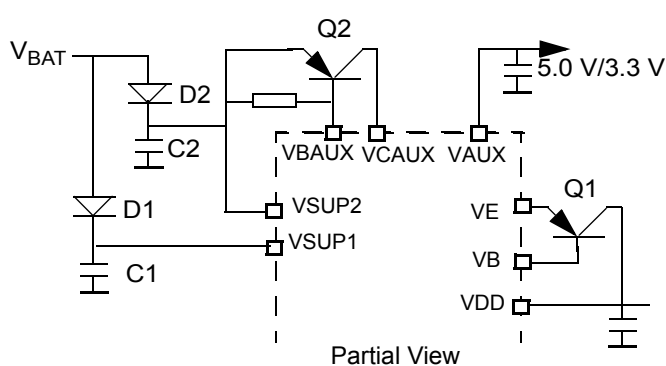 Q2
V_BAT
5.0 V/3.3 V
D2
C2
VBAUX VCAUX VAUX
Q1
D1
VSUP2
VE
VSUP1
VB
C1
VDD
Partial View